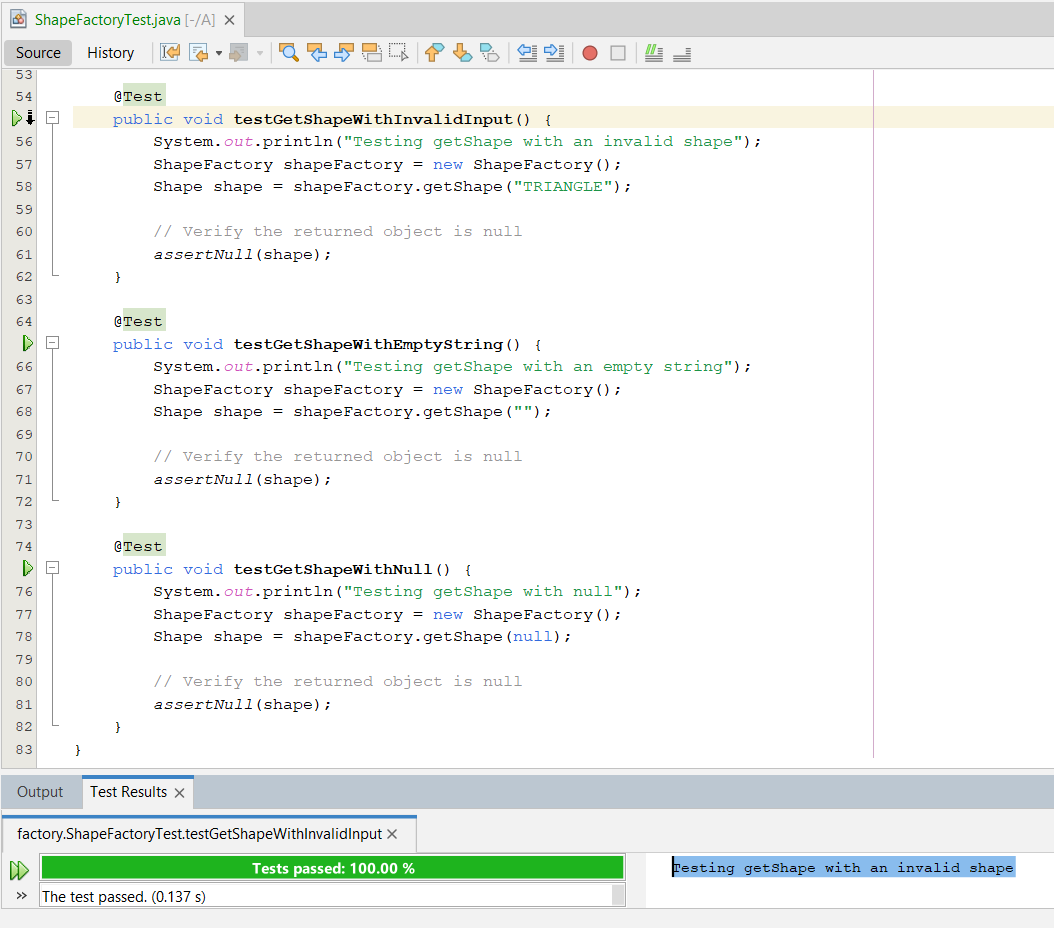 ShapeFactoryTest.java [-/A]
Source History
53
54 @Test
public void testGetShapeWithInvalidInput() {
56 System.out.println("Testing getShape with an invalid shape");
57 ShapeFactory shapeFactory = new ShapeFactory();
58 Shape shape = shapeFactory.getShape("TRIANGLE");
59
60 // Verify the returned object is null
61 assertNull(shape);
62 }
63
64 @Test
public void testGetShapeWithEmptyString() {
66 System.out.println("Testing getShape with an empty string");
67 ShapeFactory shapeFactory = new ShapeFactory();
68 Shape shape = shapeFactory.getShape("");
69
70 // Verify the returned object is null
71 assertNull(shape);
72 }
73
74 @Test
public void testGetShapeWithNull() {
76 System.out.println("Testing getShape with null");
77 ShapeFactory shapeFactory = new ShapeFactory();
78 Shape shape = shapeFactory.getShape(null);
79
80 // Verify the returned object is null
81 assertNull(shape);
82 }
83 }
Output Test Results
factory.ShapeFactoryTest.testGetShapeWithInvalidInput
Tests passed: 100.00 %
The test passed. (0.137 s)
Testing getShape with an invalid shape